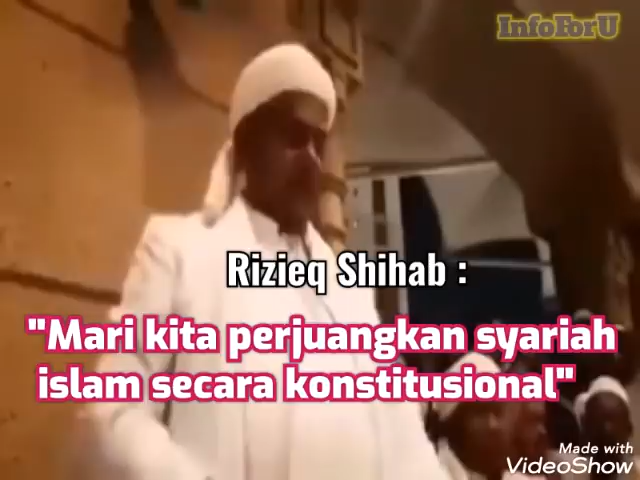 InfoForU
Rizieq Shihab :
"Mari kita perjuangkan syariah
islam secara konstitusional"
Made with
VideoShow